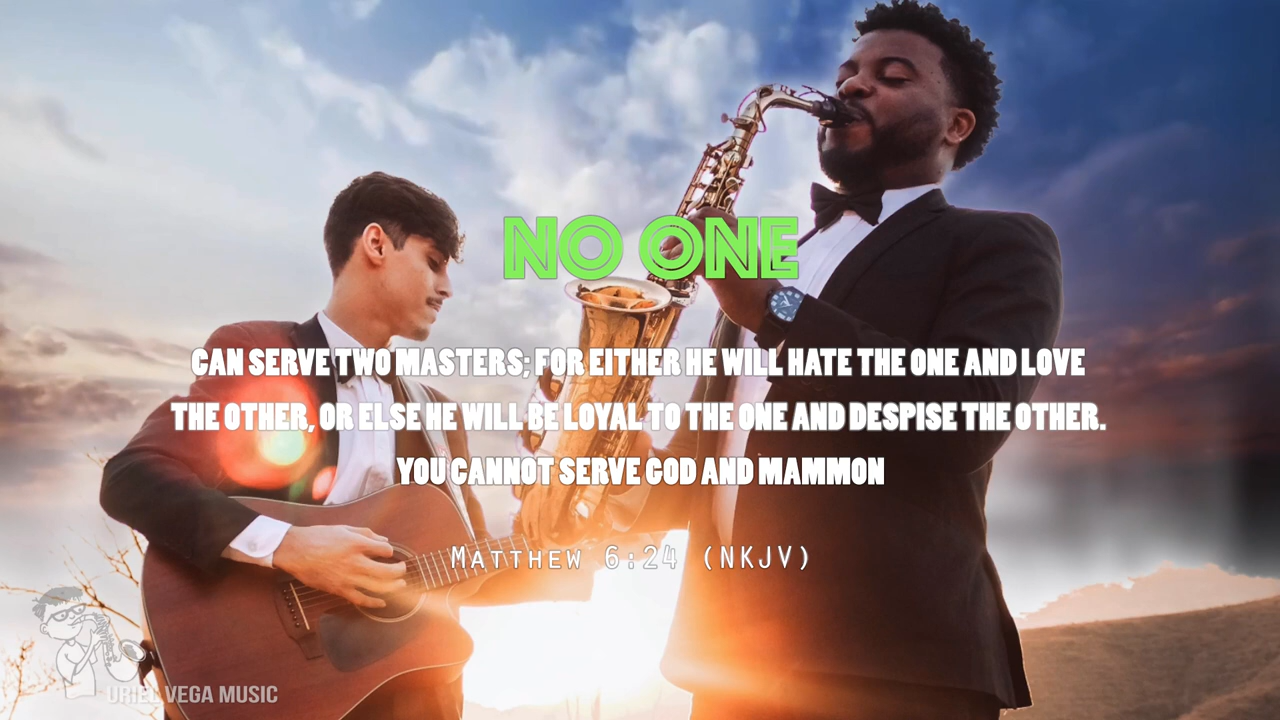 NO ONE
CAN SERVE TWO MASTERS; FOR EITHER HE WILL HATE THE ONE AND LOVE
THE OTHER, OR ELSE HE WILL BE LOYAL TO THE ONE AND DESPISE THE OTHER.
YOU CANNOT SERVE GOD AND MAMMON
MATTHEW 6:24 (NKJV)
URIEL VEGA MUSIC